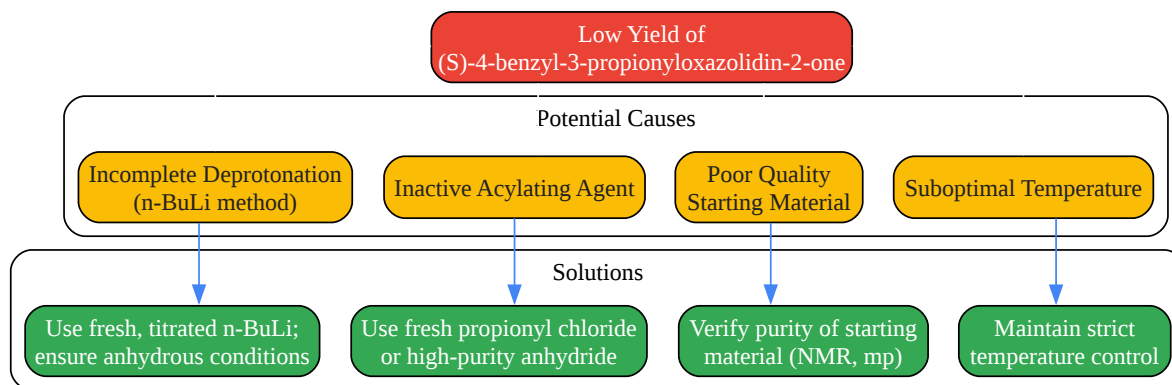 Low Yield of
(S)-4-benzyl-3-propionyloxazolidin-2-one
Potential Causes
Incomplete Deprotonation
(n-BuLi method)
Inactive Acylating Agent
Poor Quality
Starting Material
Suboptimal Temperature
Solutions
Use fresh, titrated n-BuLi;
ensure anhydrous conditions
Use fresh propionyl chloride
or high-purity anhydride
Verify purity of starting
material (NMR, mp)
Maintain strict
temperature control